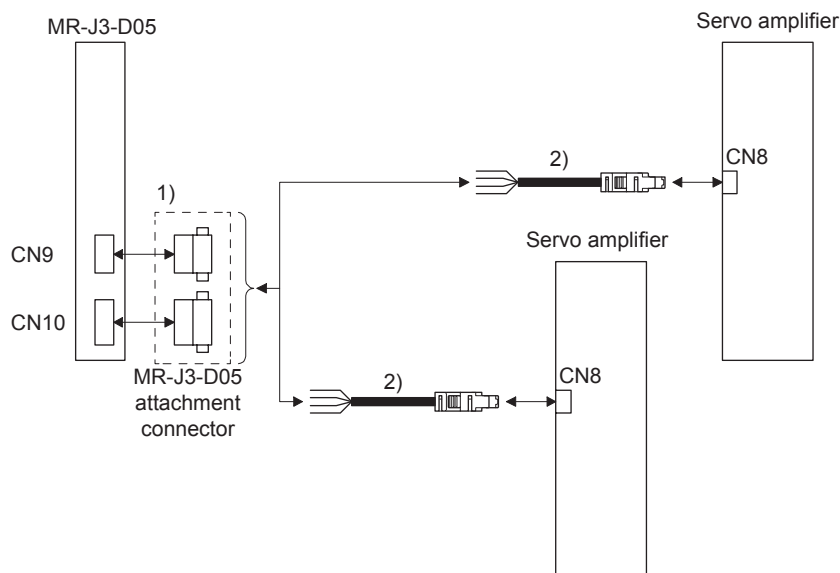 MR-J3-D05
Servo amplifier
2)
CN8
1)
Servo amplifier
CN9
CN10
MR-J3-D05
attachment
connector
2)
CN8